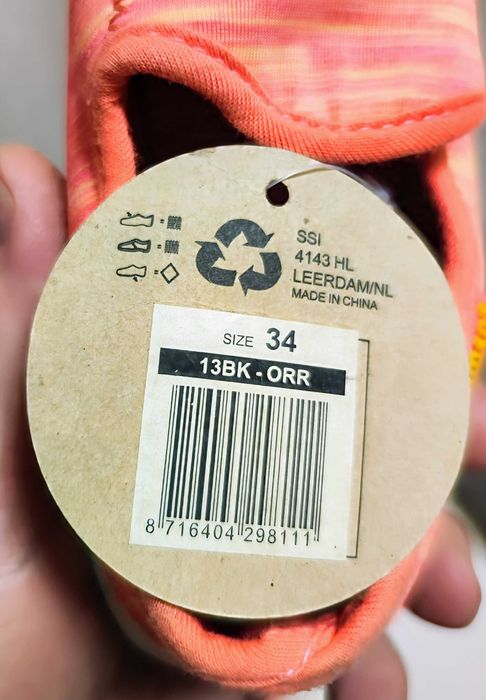 SSI
4143 HL
LEERDAM/NL
MADE IN CHINA
SIZE 34
13BK - ORR
8 716404 298111